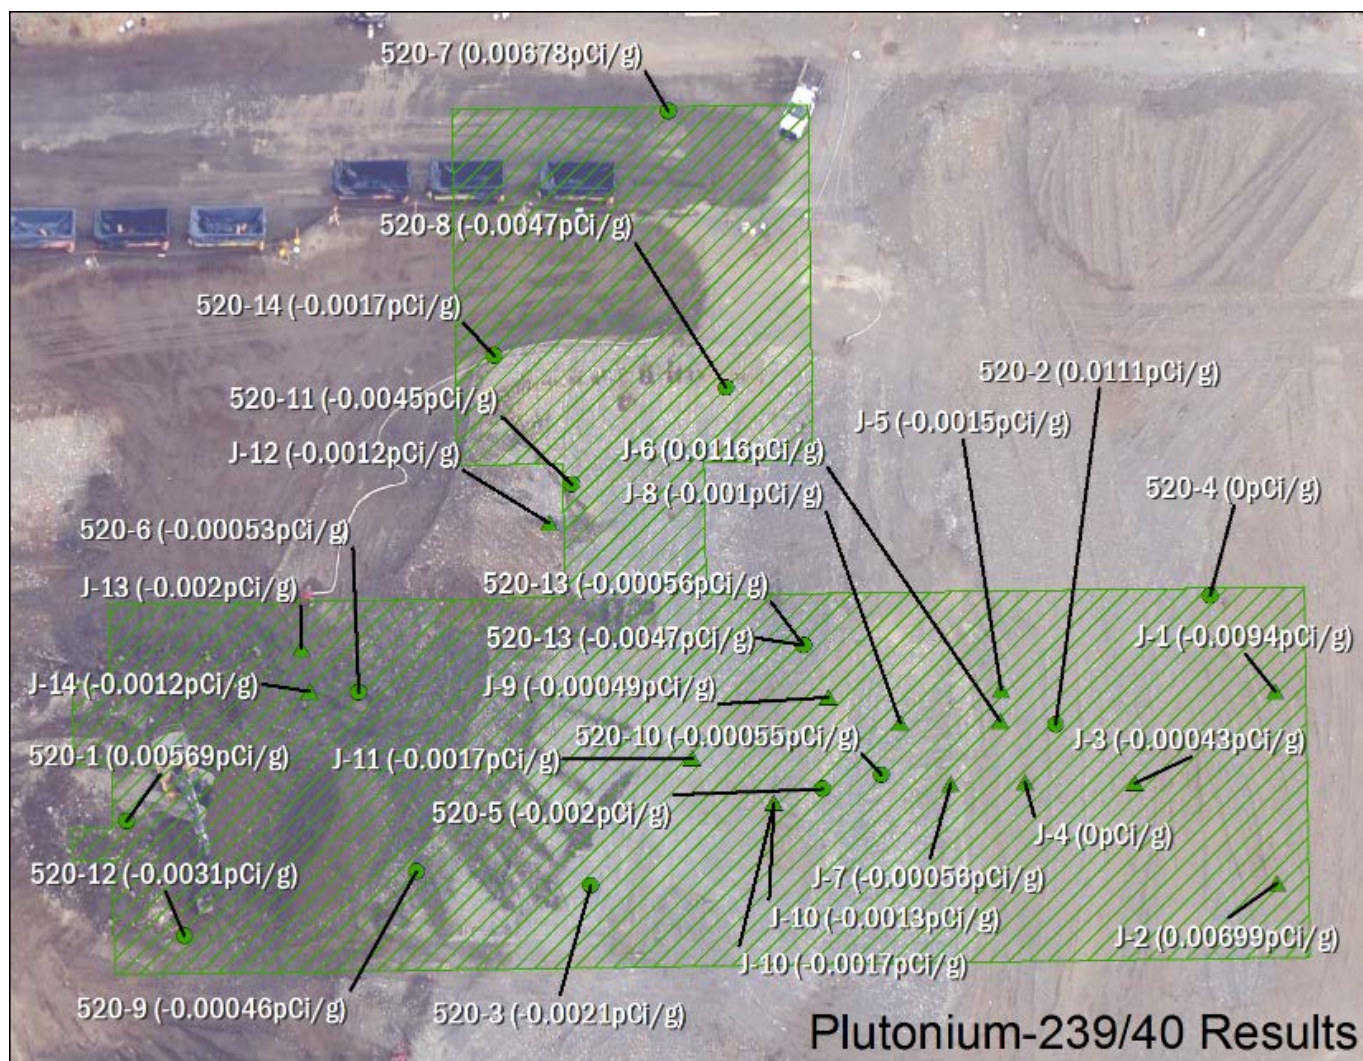 520-7 (0.00678pCi/g)
520-8 (-0.0047pCi/g)
520-14 (-0.0017pCi/g)
520-2 (0.0111pCi/g)
520-11 (-0.0045pCi/g)
J-5 (-0.0015pCi/g)
J-12 (-0.0012pCi/g)
J-6 (0.0116pCi/g)
J-8 (-0.001pCi/g)
520-4 (0pCi/g)
520-6 (-0.00053pCi/g)
J-13 (-0.002pCi/g)
520-13 (-0.00056pCi/g)
520-13 (-0.0047pCi/g)
J-1 (-0.0094pCi/g)
J-14 (-0.0012pCi/g)
J-9 (-0.00049pCi/g)
520-10 (-0.00055pCi/g)
J-3 (-0.00043pCi/g)
520-1 (0.00569pCi/g)
J-11 (-0.0017pCi/g)
520-5 (-0.002pCi/g)
J-4 (0pCi/g)
520-12 (-0.0031pCi/g)
J-7 (-0.00056pCi/g)
J-10 (-0.0013pCi/g)
J-2 (0.00699pCi/g)
J-10 (-0.0017pCi/g)
520-9 (-0.00046pCi/g)
520-3 (-0.0021pCi/g)
Plutonium-239/40 Results